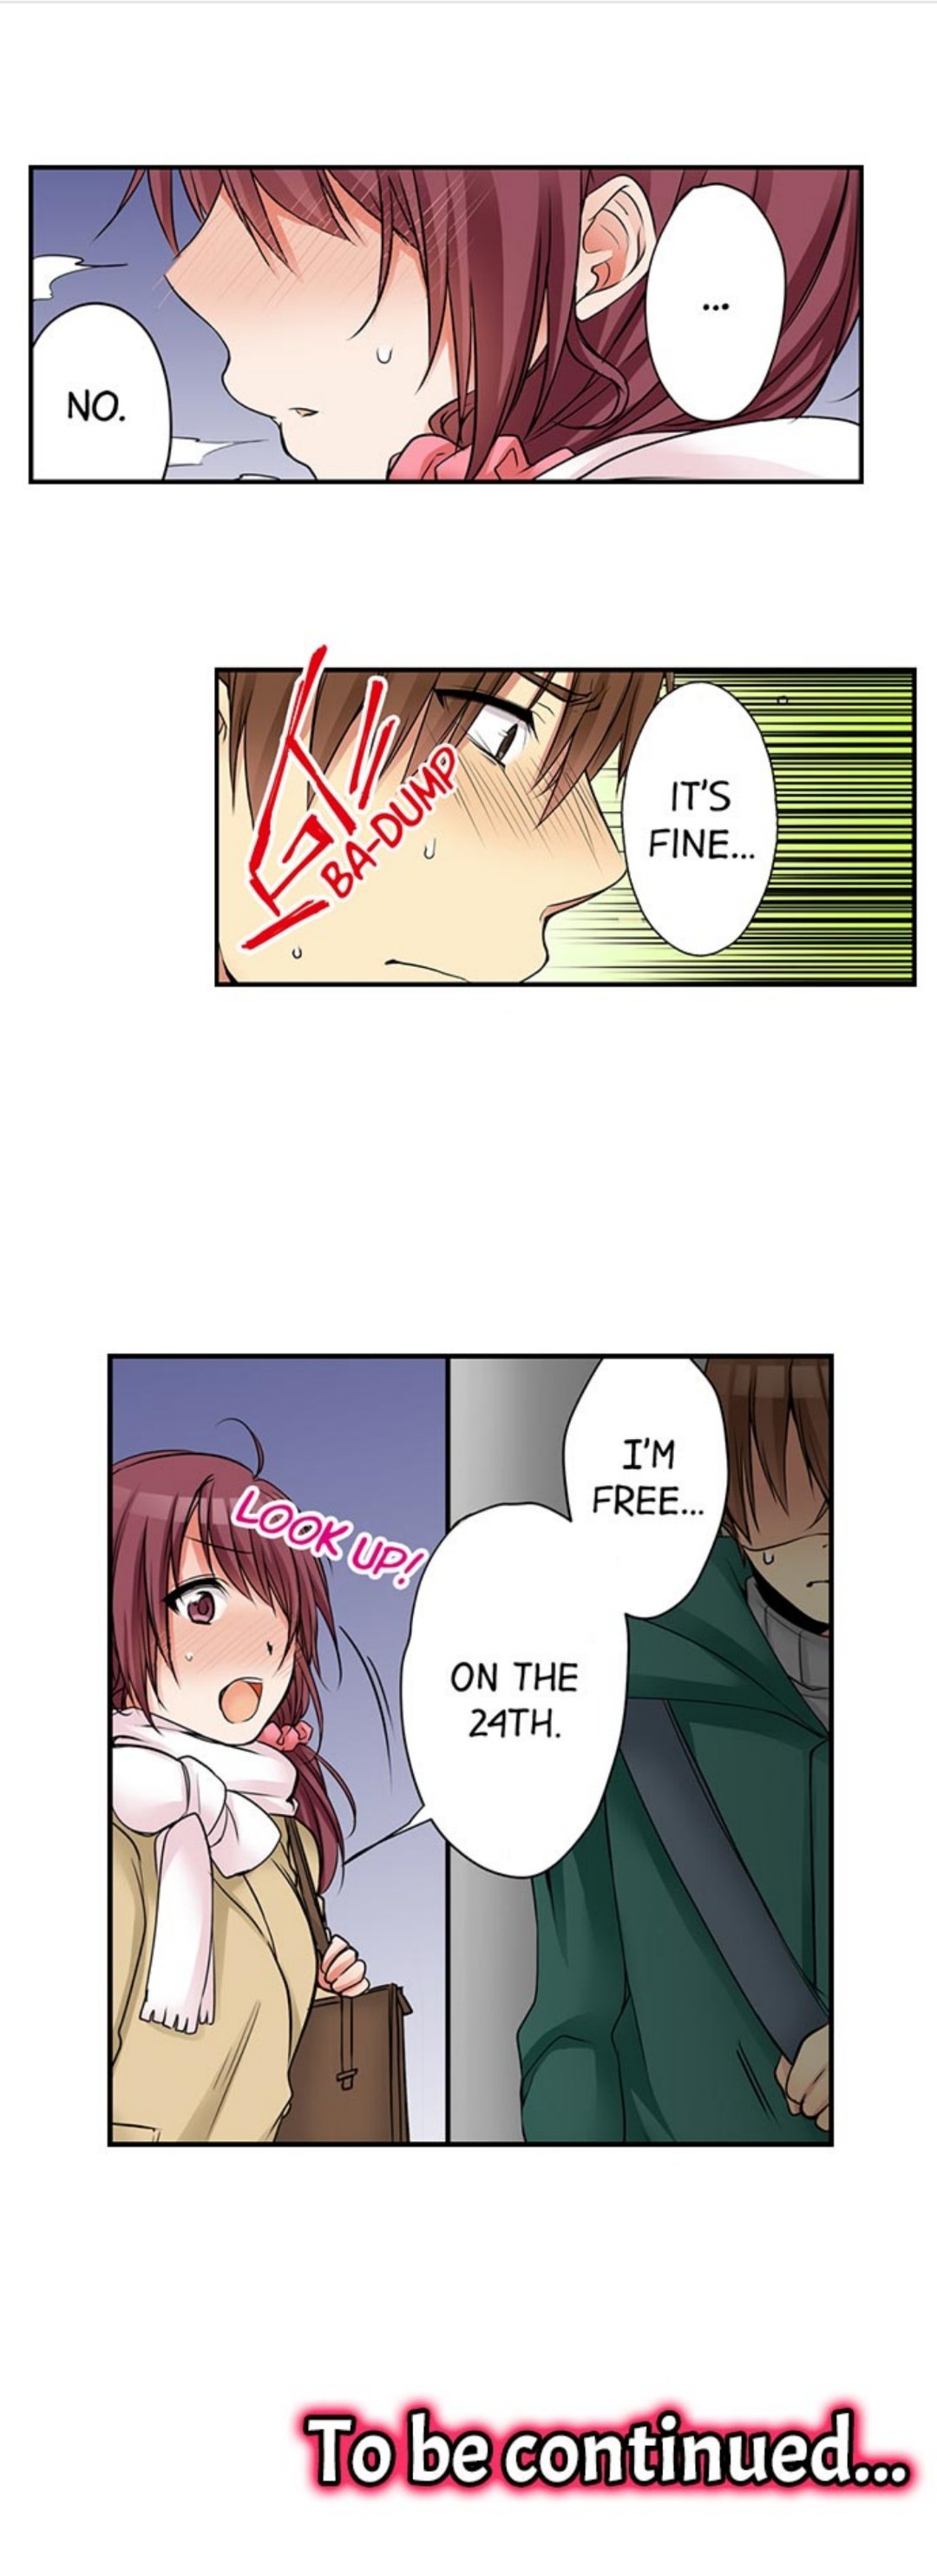 ...
NO.
IT'S
FINE...
BA-DUMP
I'M
FREE...
ON THE
24TH.
LOOK UP!
To be continued...